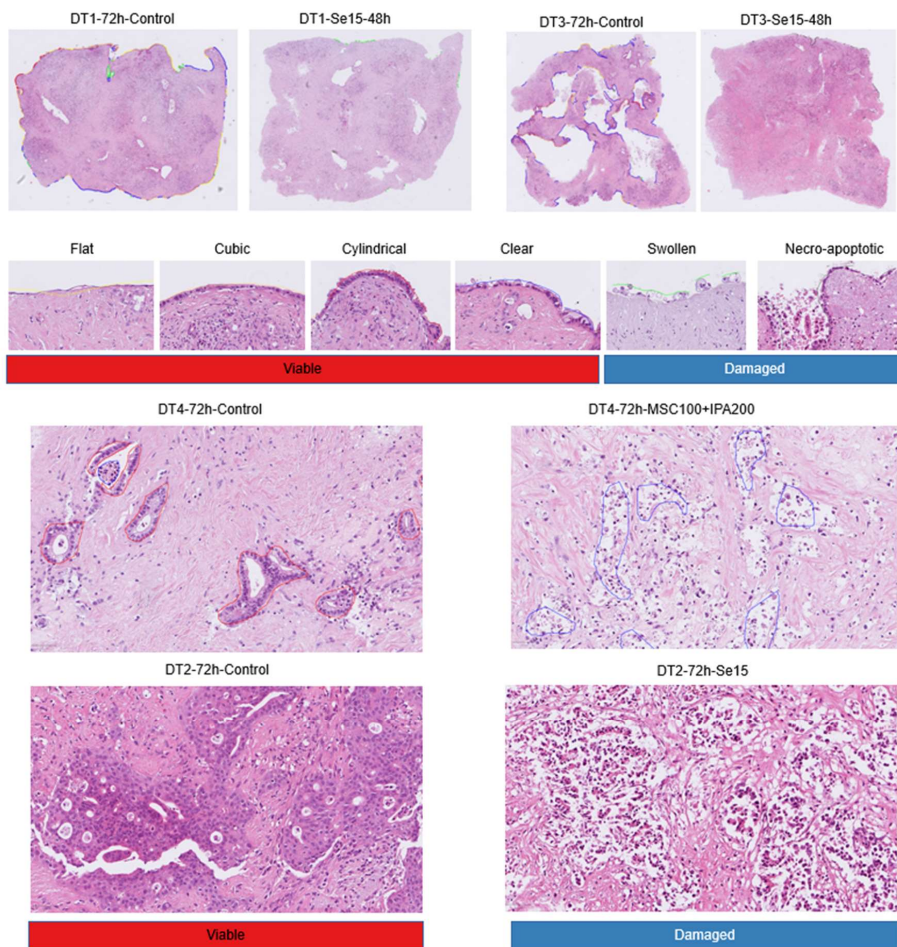 DT1-72h-Control
DT1-Se15-48h
DT3-72h-Control
DT3-Se15-48h
Flat
Cubic
Cylindrical
Clear
Swollen
Necro-apoptotic
Viable
Damaged
DT4-72h-Control
DT4-72h-MSC100+IPA200
DT2-72h-Control
DT2-72h-Se15
Viable
Damaged